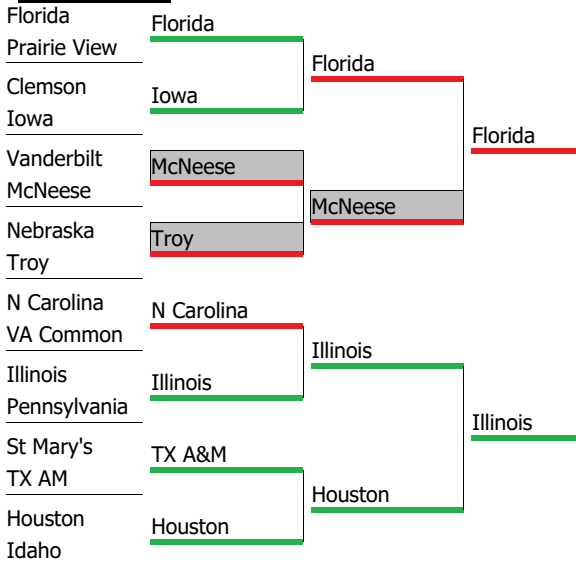 Florida
Prairie View
Clemson
Iowa
Vanderbilt
McNeese
Nebraska
Troy
N Carolina
VA Common
Illinois
Pennsylvania
St Mary's
TX AM
Houston
Idaho
Florida
Iowa
McNeese
Troy
N Carolina
Illinois
TX A&M
Houston
Florida
McNeese
Illinois
Houston
Florida
Illinois